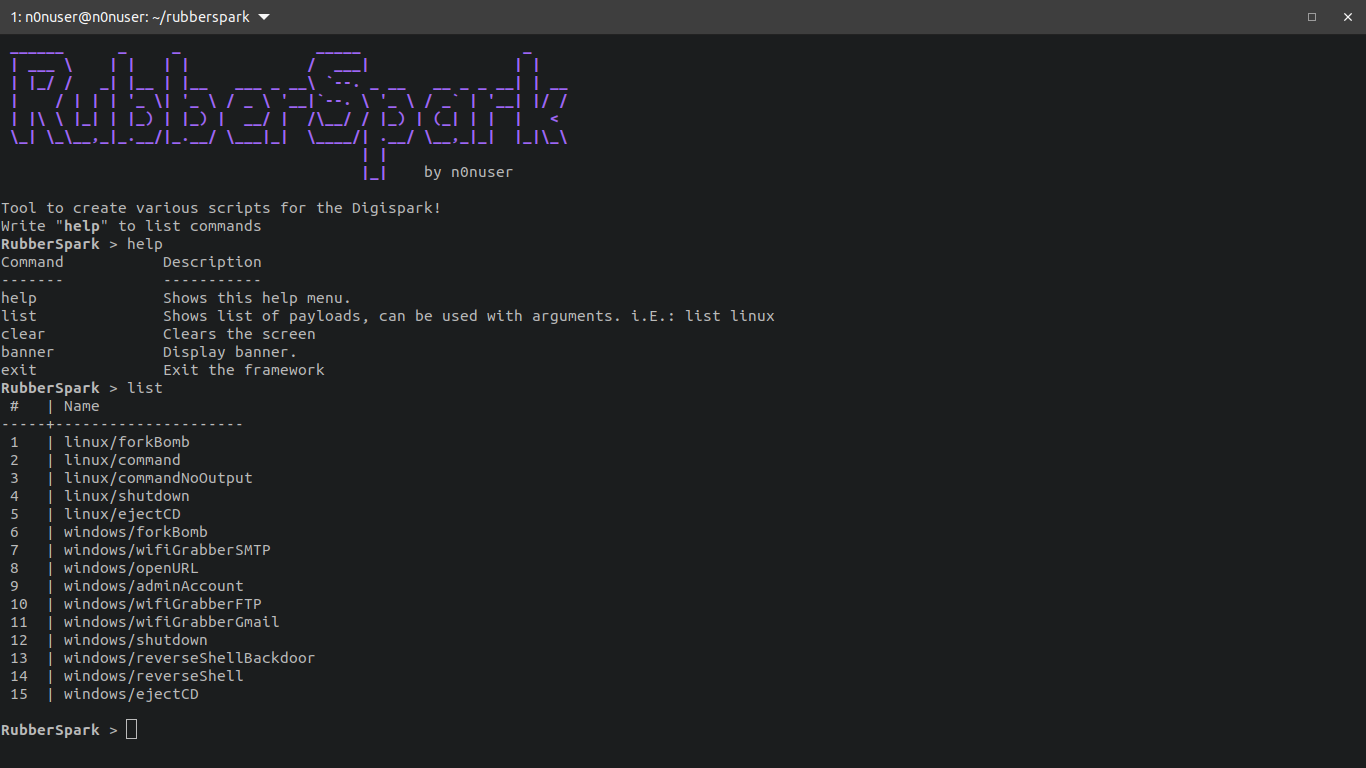 1: n0nuser@n0nuser: ~/rubberspark
RubberSpark
by n0nuser
Tool to create various scripts for the Digispark!
Write "help" to list commands
RubberSpark > help
Command           Description
-------           -----------
help              Shows this help menu.
list              Shows list of payloads, can be used with arguments. i.E.: list linux
clear             Clears the screen
banner            Display banner.
exit              Exit the framework
RubberSpark > list
 #   | Name
-----+---------------------
 1   | linux/forkBomb
 2   | linux/command
 3   | linux/commandNoOutput
 4   | linux/shutdown
 5   | linux/ejectCD
 6   | windows/forkBomb
 7   | windows/wifiGrabberSMTP
 8   | windows/openURL
 9   | windows/adminAccount
 10  | windows/wifiGrabberFTP
 11  | windows/wifiGrabberGmail
 12  | windows/shutdown
 13  | windows/reverseShellBackdoor
 14  | windows/reverseShell
 15  | windows/ejectCD
RubberSpark >